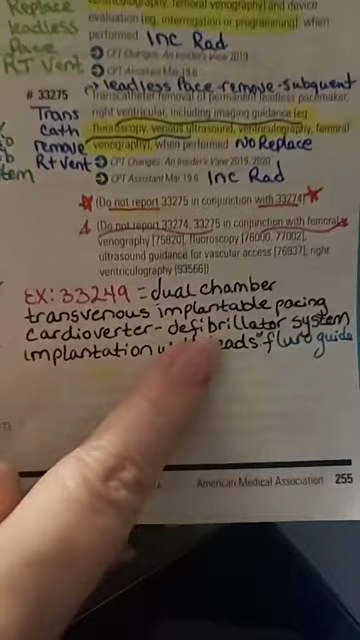 Replace
leadless
Pace
RT Vent
ventriculography, femoral venography) and device
evaluation (eg, interrogation or programming), when
performed Inc Rad
CPT Changes: An Insider's View 2019
CPT Assistant Mar 19:6
leadless Pace-remove-subquent
# 33275 Transcatheter removal of permanent leadless pacemaker,
Trans right ventricular, including imaging guidance (eg,
Cath fluoroscopy, venous ultrasound, ventriculography, femoral
remove venography), when performed No Replace
Rt vent CPT Changes: An Insider's View 2019, 2020
CPT Assistant Mar 19:6 Inc Rad
(Do not report 33275 in conjunction with 33274)
(Do not report 33274, 33275 in conjunction with femoral
venography [75820], fluoroscopy [76000, 77002],
ultrasound guidance for vascular access [76937], right
ventriculography [93566])
EX: 33249 = dual chamber
transvenous implantable pacing
cardioverter-defibrillator system
implantation leads" fluro guide
American Medical Association 255